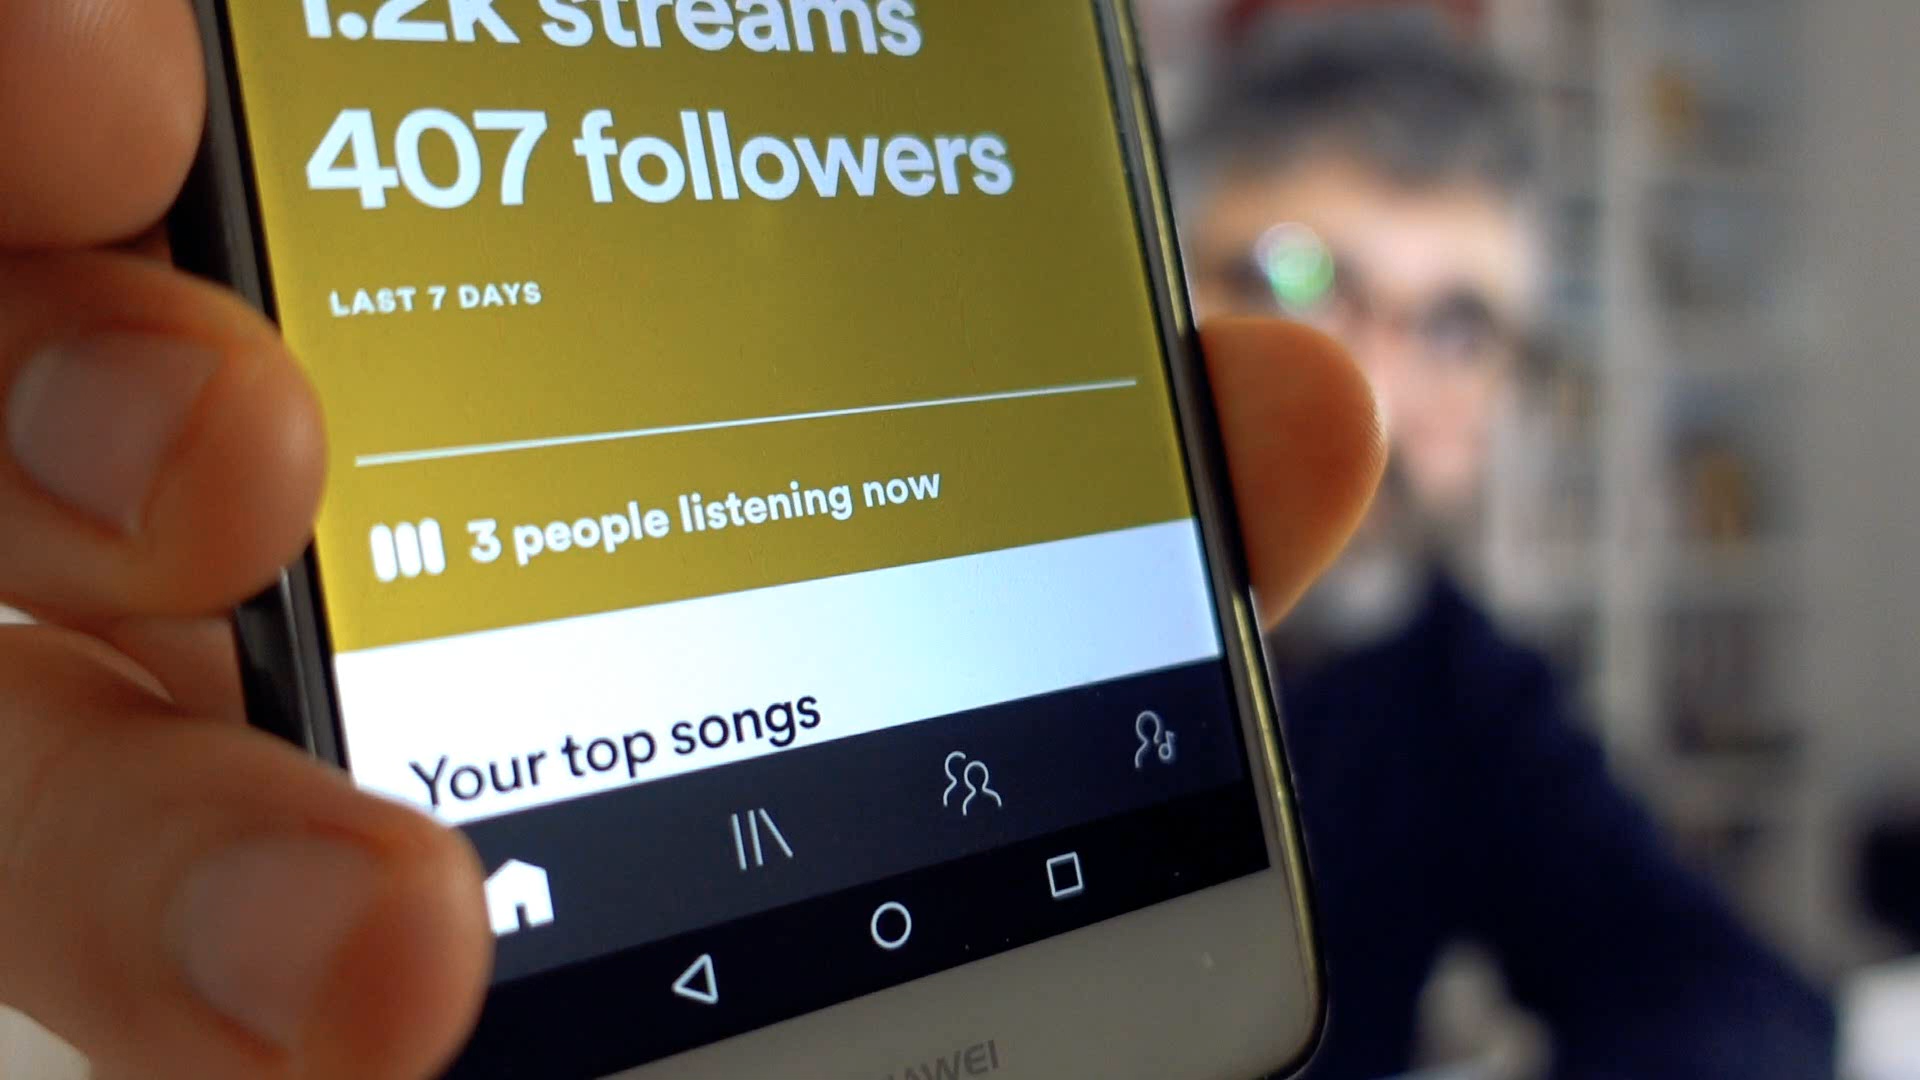 1.2K streams
407 followers
LAST 7 DAYS
3 people listening now
Your top songs